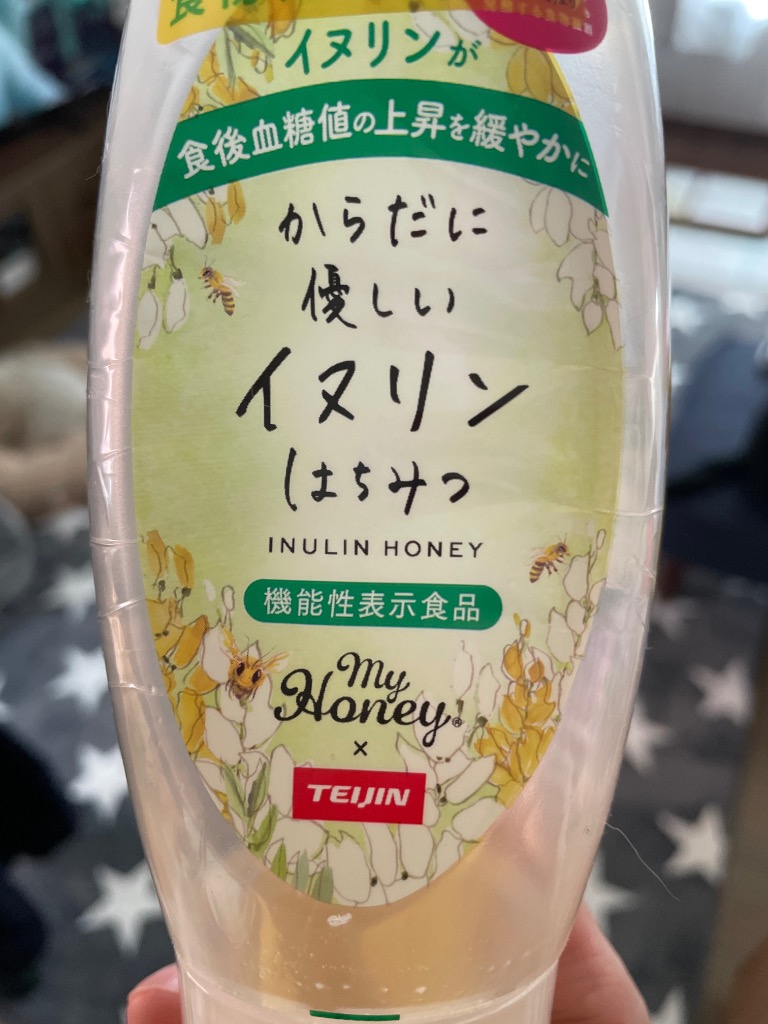 イヌリンが
食後血糖値の上昇を緩やかに
からだに
優しい
イヌリン
はちみつ
INULIN HONEY
機能性表示食品
My
Honey®
×
TEIJIN